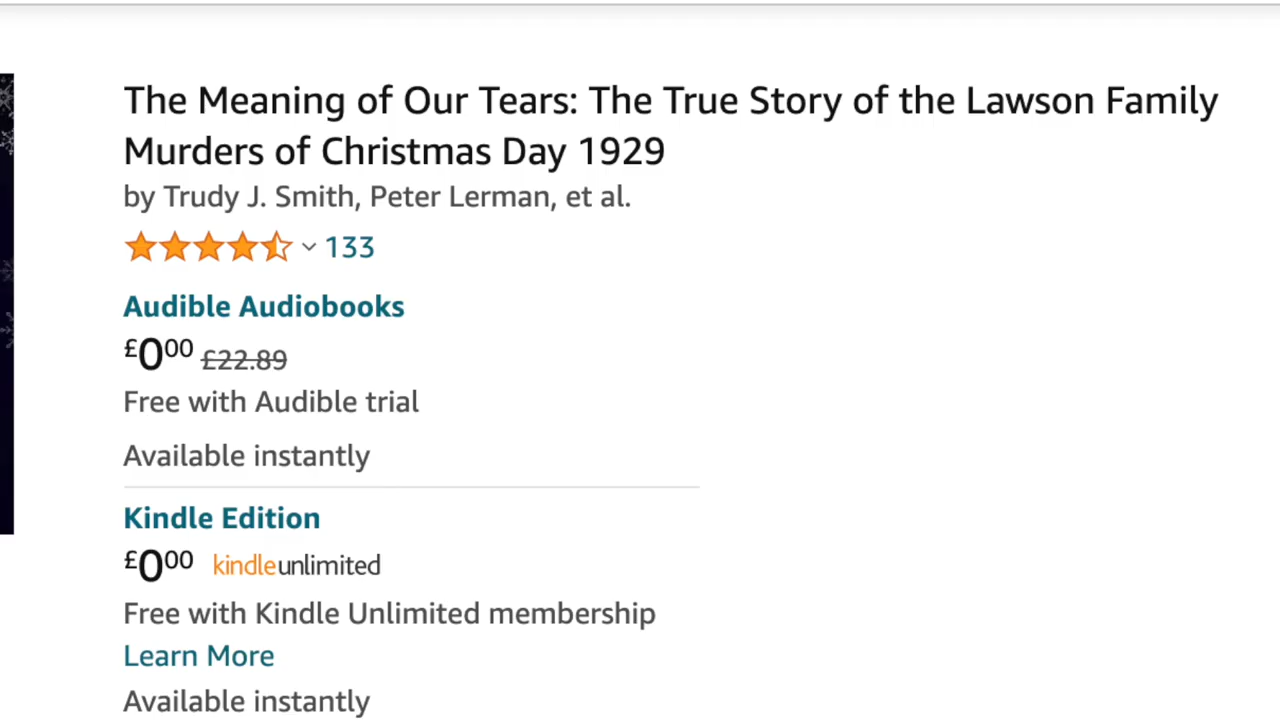 The Meaning of Our Tears: The True Story of the Lawson Family
Murders of Christmas Day 1929
by Trudy J. Smith, Peter Lerman, et al.
133
Audible Audiobooks
£000 £22.89
Free with Audible trial
Available instantly
Kindle Edition
£000 kindleunlimited
Free with Kindle Unlimited membership
Learn More
Available instantly